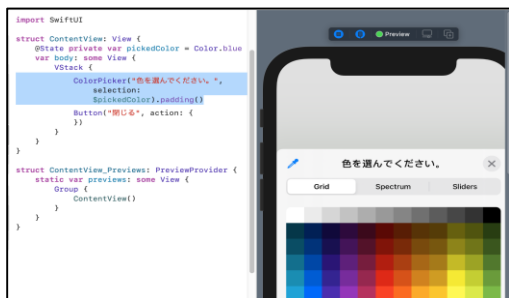 import SwiftUI
struct ContentView: View {
@State private var pickedColor = Color.blue
var body: some View {
VStack {
ColorPicker("色を選んでください。",
selection:
$pickedColor).padding()
Button("閉じる", action: {
})
}
}
}
struct ContentView_Previews: PreviewProvider {
static var previews: some View {
Group {
ContentView()
}
}
}
Preview
色を選んでください。
Grid Spectrum Sliders